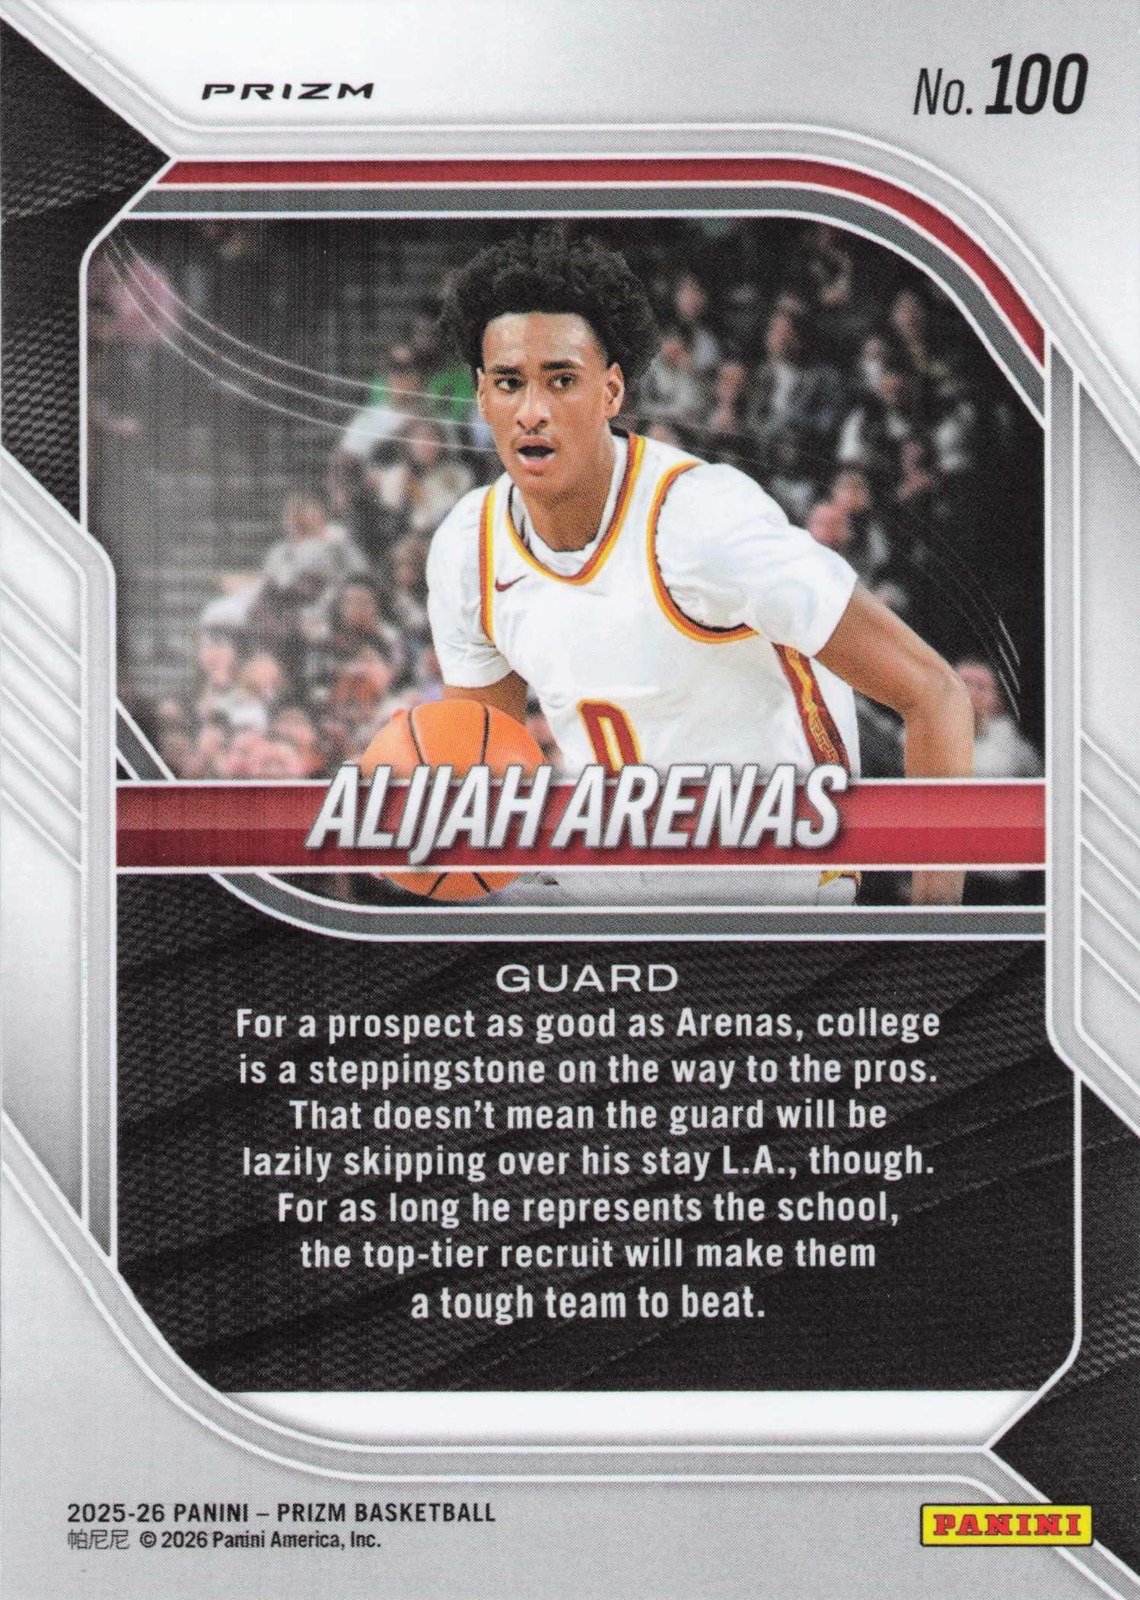 PRIZM
No. 100
0
ALIJAH ARENAS
GUARD
For a prospect as good as Arenas, college
is a steppingstone on the way to the pros.
That doesn't mean the guard will be
lazily skipping over his stay L.A., though.
For as long he represents the school,
the top-tier recruit will make them
a tough team to beat.
2025-26 PANINI – PRIZM BASKETBALL
帕尼尼 © 2026 Panini America, Inc.
PANINI